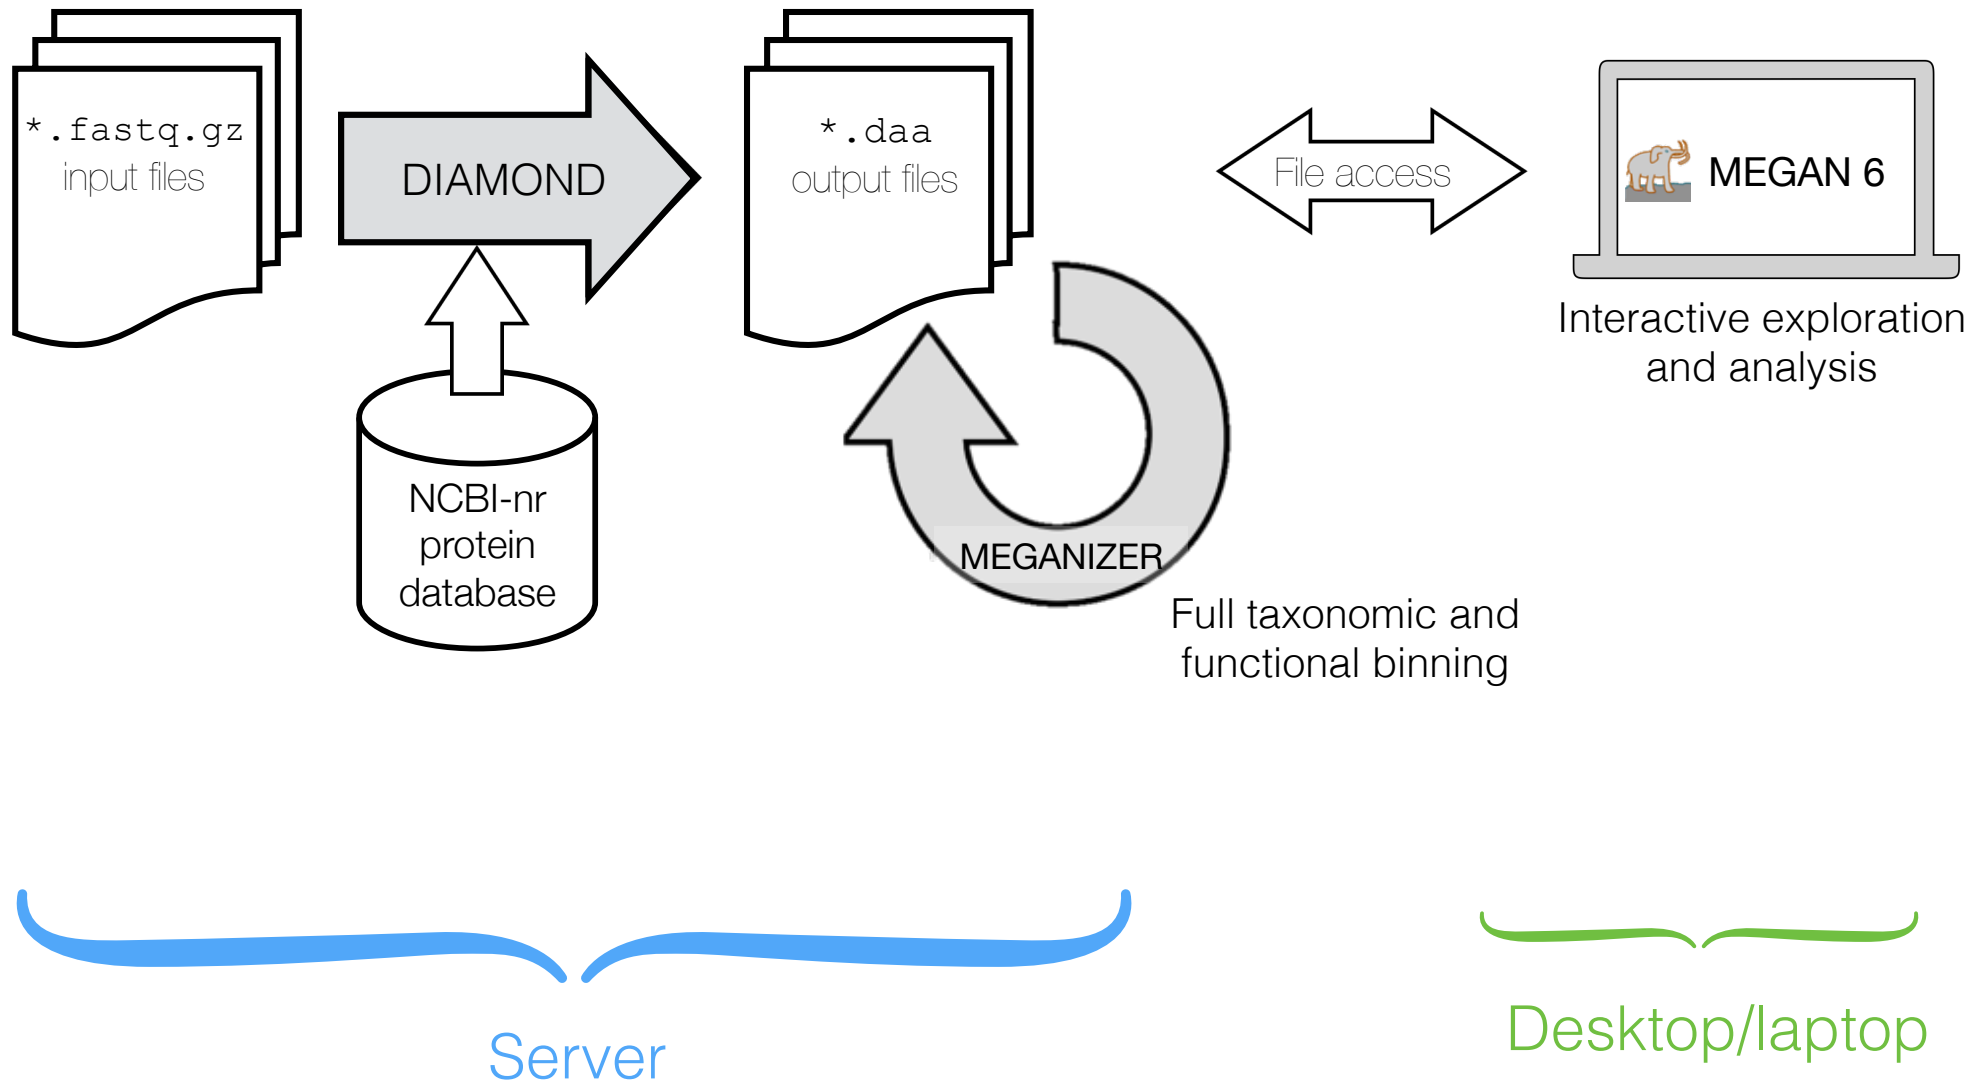 *.fastq.gz
input files
DIAMOND
NCBI-nr
protein
database
*.daa
output files
MEGANIZER
Full taxonomic and
functional binning
File access
MEGAN 6
Interactive exploration
and analysis
Server
Desktop/laptop